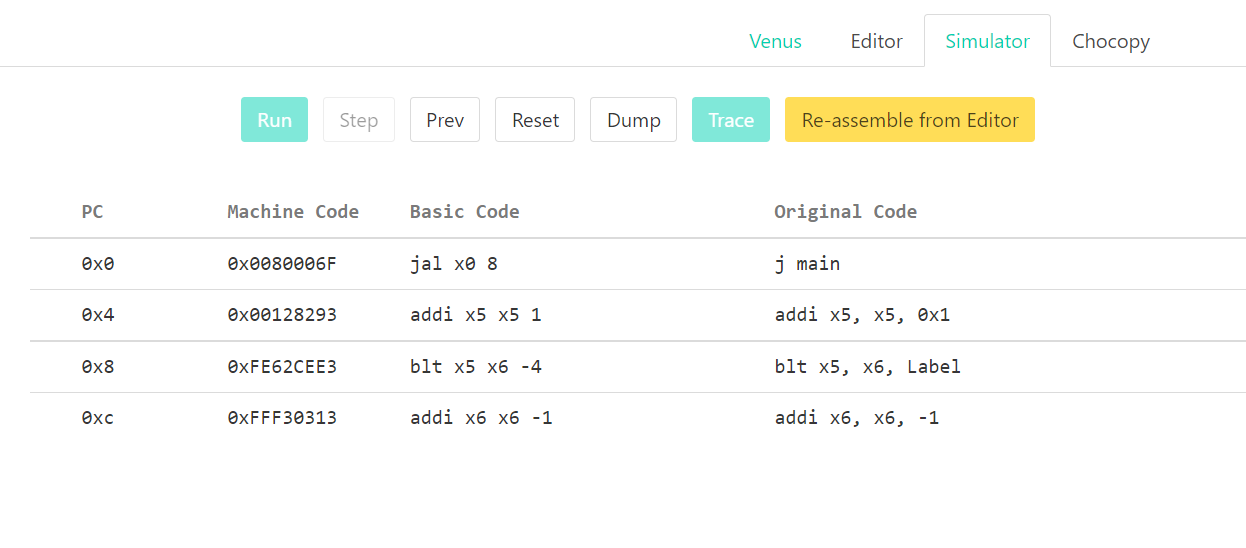 Venus Editor Simulator Chocopy
Run Step Prev Reset Dump Trace Re-assemble from Editor
PC Machine Code Basic Code Original Code
0x0 0x0080006F jal x0 8 j main
0x4 0x00128293 addi x5 x5 1 addi x5, x5, 0x1
0x8 0xFE62CEE3 blt x5 x6 -4 blt x5, x6, Label
0xc 0xFFF30313 addi x6 x6 -1 addi x6, x6, -1